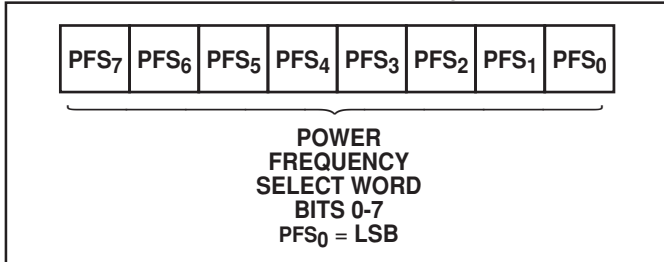 PFS7 PFS6 PFS5 PFS4 PFS3 PFS2 PFS1 PFS0
POWER
FREQUENCY
SELECT WORD
BITS 0-7
PFS0 = LSB